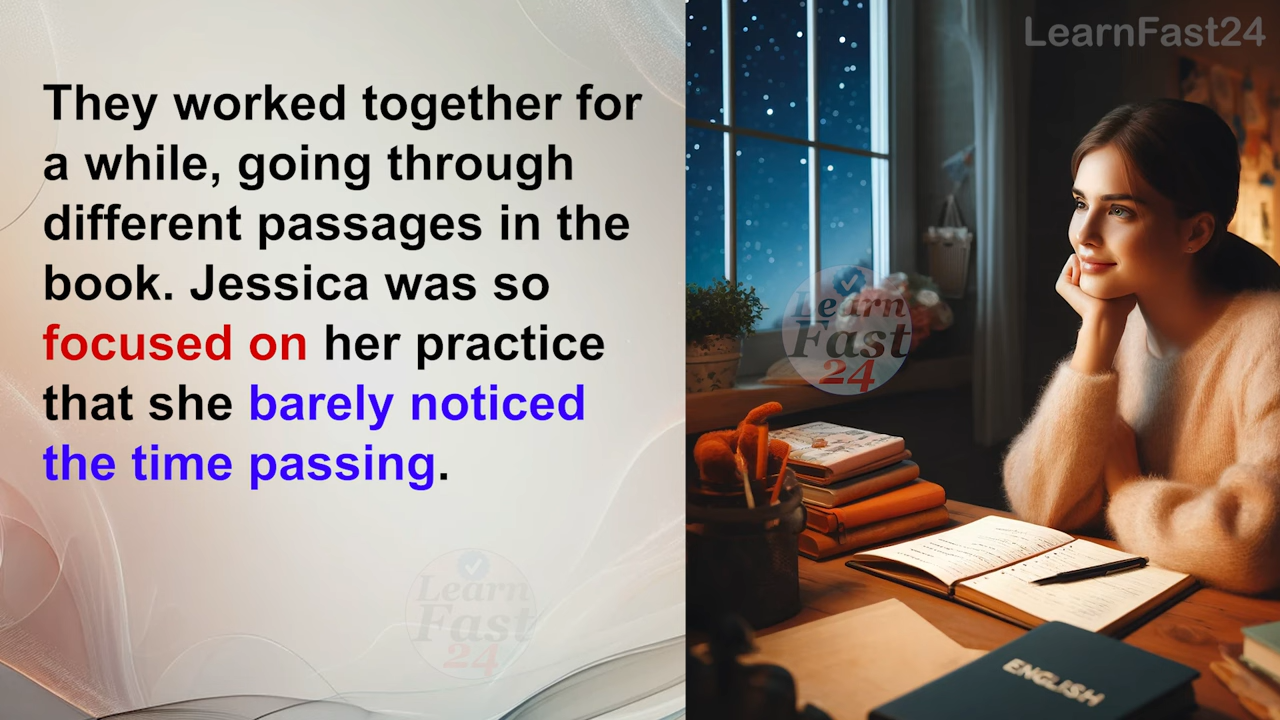 LearnFast24
They worked together for
a while, going through
different passages in the
book. Jessica was so
focused on her practice
that she barely noticed
the time passing.
Learn
Fast
24
Learn
Fast
24
ENGLISH